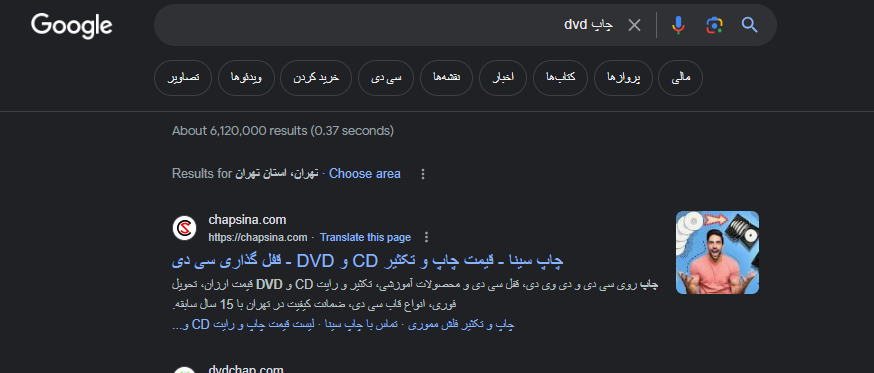 Google
چاپ dvd
تصاویر
ویدئوها
خرید کردن
سی دی
نقشه‌ها
اخبار
کتاب‌ها
پروازها
مالی
About 6,120,000 results (0.37 seconds)
Results for تهران، استان تهران · Choose area
chapsina.com
https://chapsina.com · Translate this page
چاپ سینا - قیمت چاپ و تکثیر CD و DVD - قفل گذاری سی دی
چاپ روی سی دی و دی وی دی، قفل سی دی و محصولات آموزشی، تکثیر و رایت CD و DVD قیمت ارزان، تحویل
فوری، انواع قاب سی دی، ضمانت کیفیت در تهران با 15 سال سابقه.
چاپ و تکثیر فلش مموری · تماس با چاپ سینا · لیست قیمت چاپ و رایت CD و...
dvdchap.com